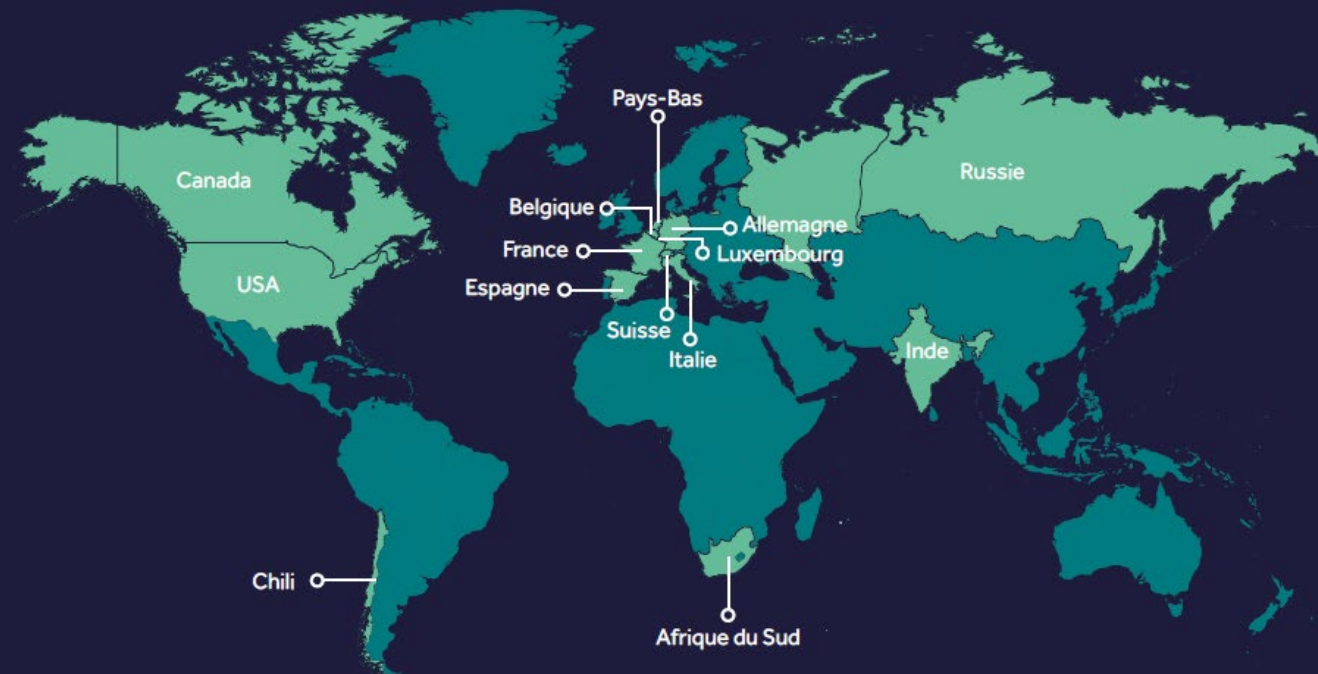 Pays-Bas
Canada
Russie
Belgique
Allemagne
France
Luxembourg
USA
Espagne
Suisse
Italie
Inde
Chili
Afrique du Sud